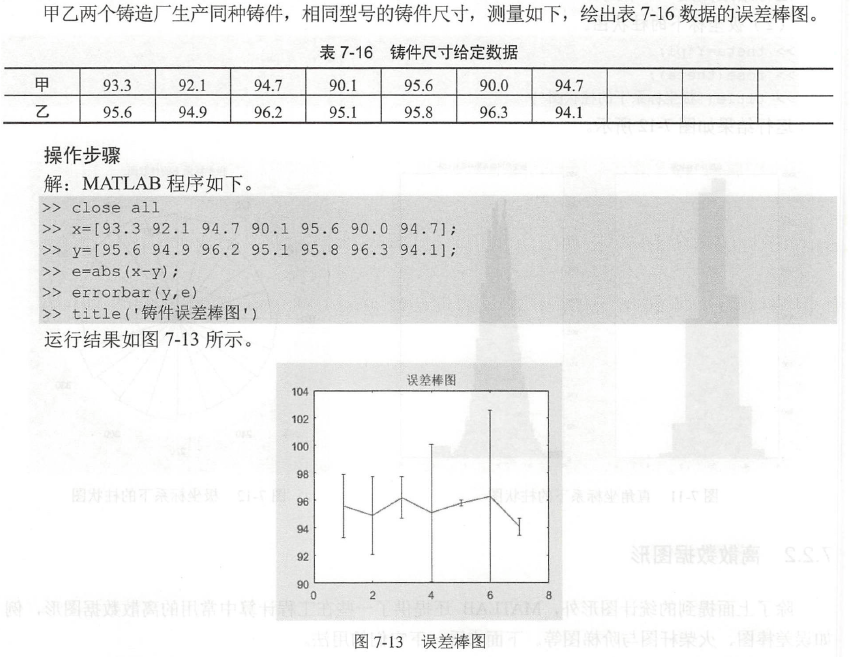 甲乙两个铸造厂生产同种铸件，相同型号的铸件尺寸，测量如下，绘出表 7-16 数据的误差棒图。
表 7-16 铸件尺寸给定数据
甲 93.3 92.1 94.7 90.1 95.6 90.0 94.7
乙 95.6 94.9 96.2 95.1 95.8 96.3 94.1
操作步骤
解：MATLAB 程序如下。
>> close all
>> x=[93.3 92.1 94.7 90.1 95.6 90.0 94.7];
>> y=[95.6 94.9 96.2 95.1 95.8 96.3 94.1];
>> e=abs(x-y);
>> errorbar(y,e)
>> title('铸件误差棒图')
运行结果如图 7-13 所示。
误差棒图
104
102
100
98
96
94
92
90
0 2 4 6 8
图 7-13 误差棒图